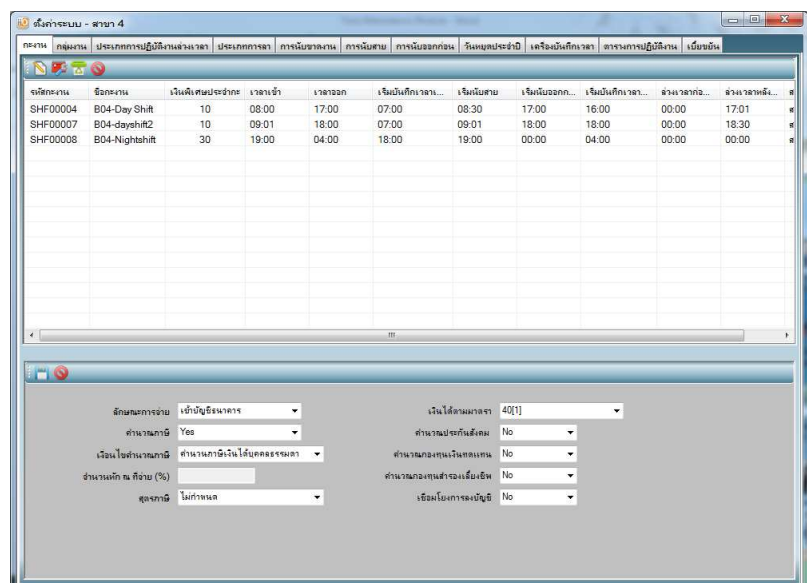 ตั้งค่าระบบ - สาขา 4
กะงาน กลุ่มงาน ประเภทการปฏิบัติงานล่วงเวลา ประเภทการลา การนับขาดงาน การนับสาย การนับออกก่อน วันหยุดประจำปี เครื่องบันทึกเวลา ตารางการปฏิบัติงาน เบี้ยขยัน
รหัสกะงาน ชื่อกะงาน เงินพิเศษประจำกะ เวลาเข้า เวลาออก เริ่มบันทึกเวลาเ... เริ่มนับสาย เริ่มนับออกก... เริ่มบันทึกเวลา... ล่วงเวลาก่อ... ล่วงเวลาหลัง...
SHF00004 B04-Day Shift 10 08:00 17:00 07:00 08:30 17:00 16:00 00:00 17:01
SHF00007 B04-dayshift2 10 09:01 18:00 07:00 09:01 18:00 18:00 00:00 18:30
SHF00008 B04-Nightshift 30 19:00 04:00 18:00 19:00 00:00 04:00 00:00 00:00
ลักษณะการจ่าย เข้าบัญชีธนาคาร เงินได้ตามมาตรา 40[1]
คำนวณภาษี Yes คำนวณประกันสังคม No
เงื่อนไขคำนวณภาษี คำนวนภาษีเงินได้บุคคลธรรมดา คำนวณกองทุนเงินทดแทน No
จำนวนหัก ณ ที่จ่าย (%) คำนวณกองทุนสำรองเลี้ยงชีพ No
สูตรภาษี ไม่กำหนด เชื่อมโยงการลงบัญชี No